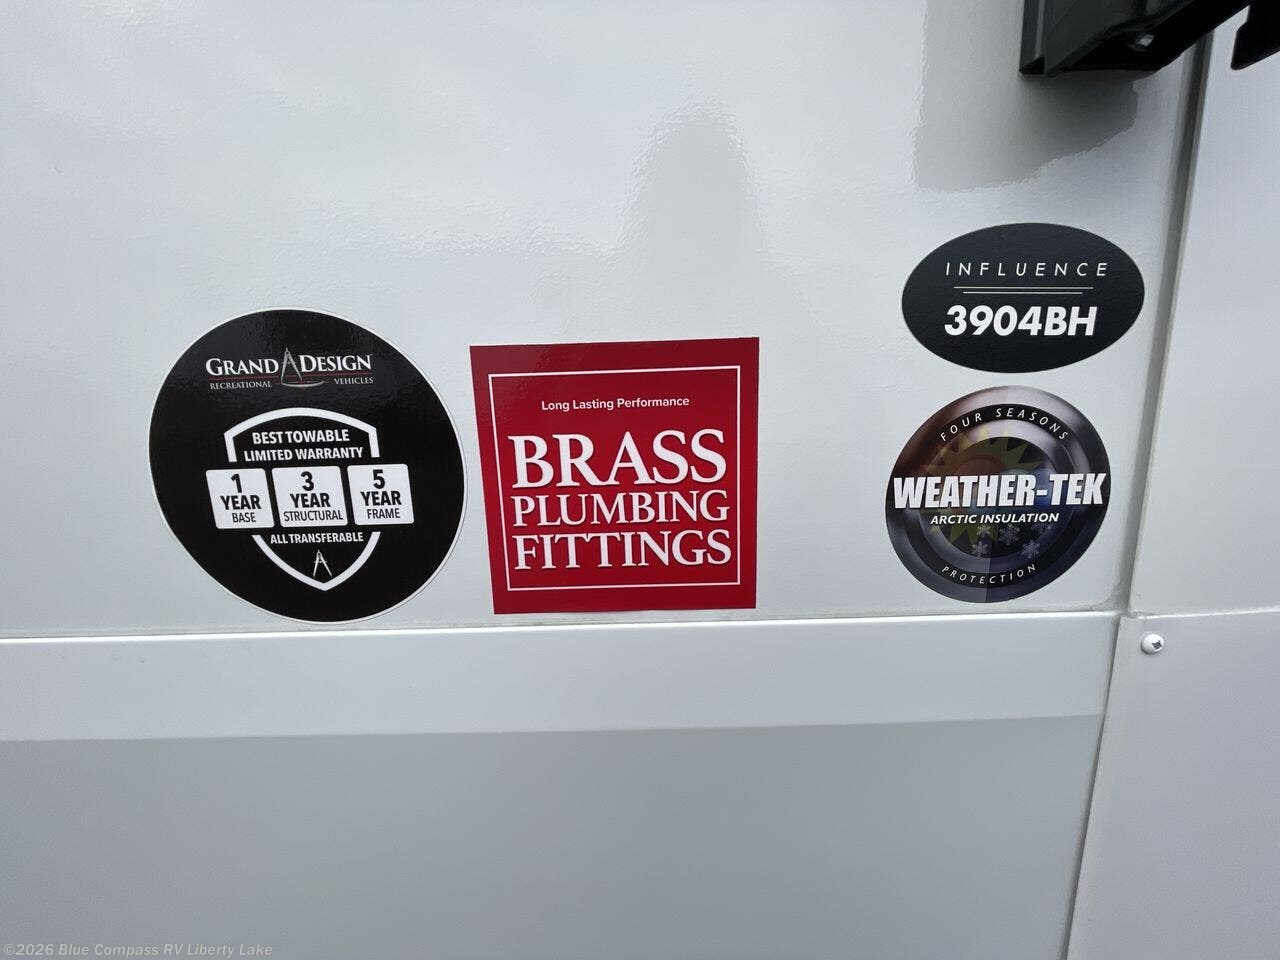 GRAND DESIGN
RECREATIONAL VEHICLES
BEST TOWABLE
LIMITED WARRANTY
1
YEAR
BASE
3
YEAR
STRUCTURAL
5
YEAR
FRAME
ALL TRANSFERABLE
Long Lasting Performance
BRASS
PLUMBING
FITTINGS
INFLUENCE
3904BH
FOUR SEASONS
WEATHER-TEK
ARCTIC INSULATION
PROTECTION
©2026 Blue Compass RV Liberty Lake